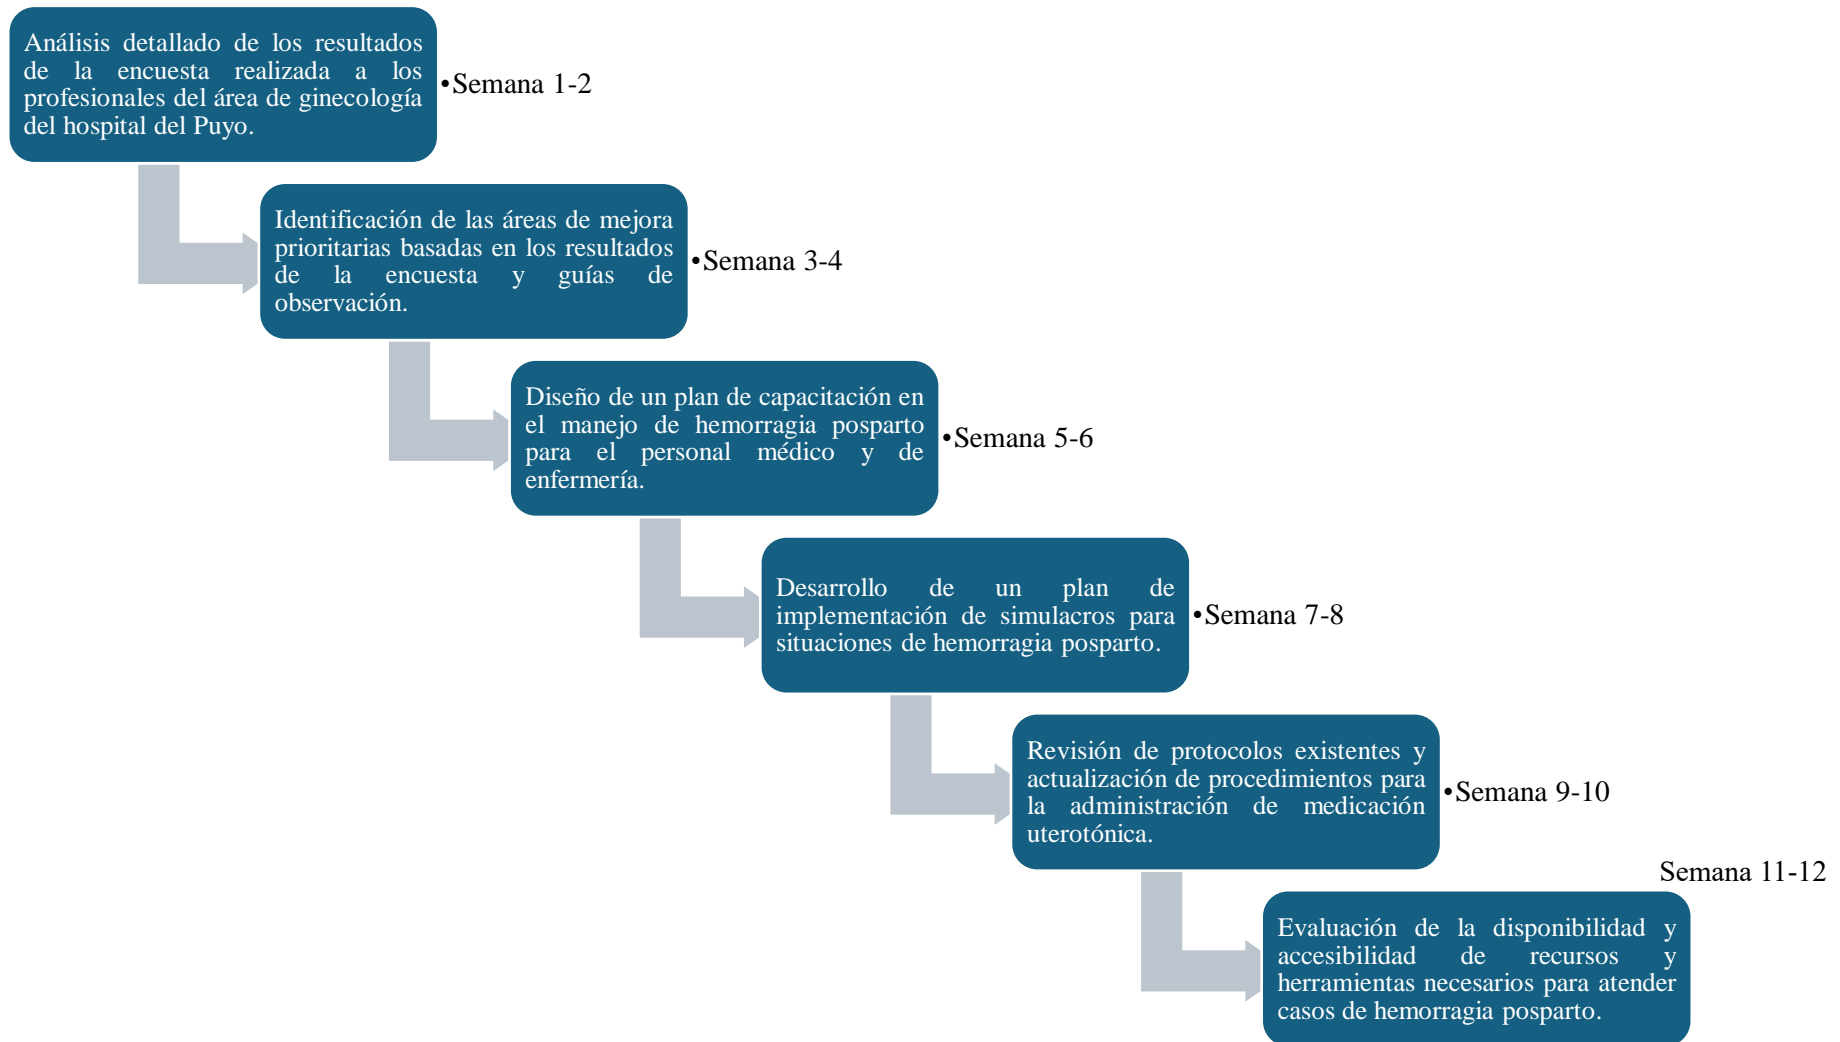 Análisis detallado de los resultados
de la encuesta realizada a los
profesionales del área de ginecología
del hospital del Puyo.
•Semana 1-2
Identificación de las áreas de mejora
prioritarias basadas en los resultados
de la encuesta y guías de
observación.
•Semana 3-4
Diseño de un plan de capacitación en
el manejo de hemorragia posparto
para el personal médico y de
enfermería.
•Semana 5-6
Desarrollo de un plan de
implementación de simulacros para
situaciones de hemorragia posparto.
•Semana 7-8
Revisión de protocolos existentes y
actualización de procedimientos para
la administración de medicación
uterotónica.
•Semana 9-10
Semana 11-12
Evaluación de la disponibilidad y
accesibilidad de recursos y
herramientas necesarios para atender
casos de hemorragia posparto.